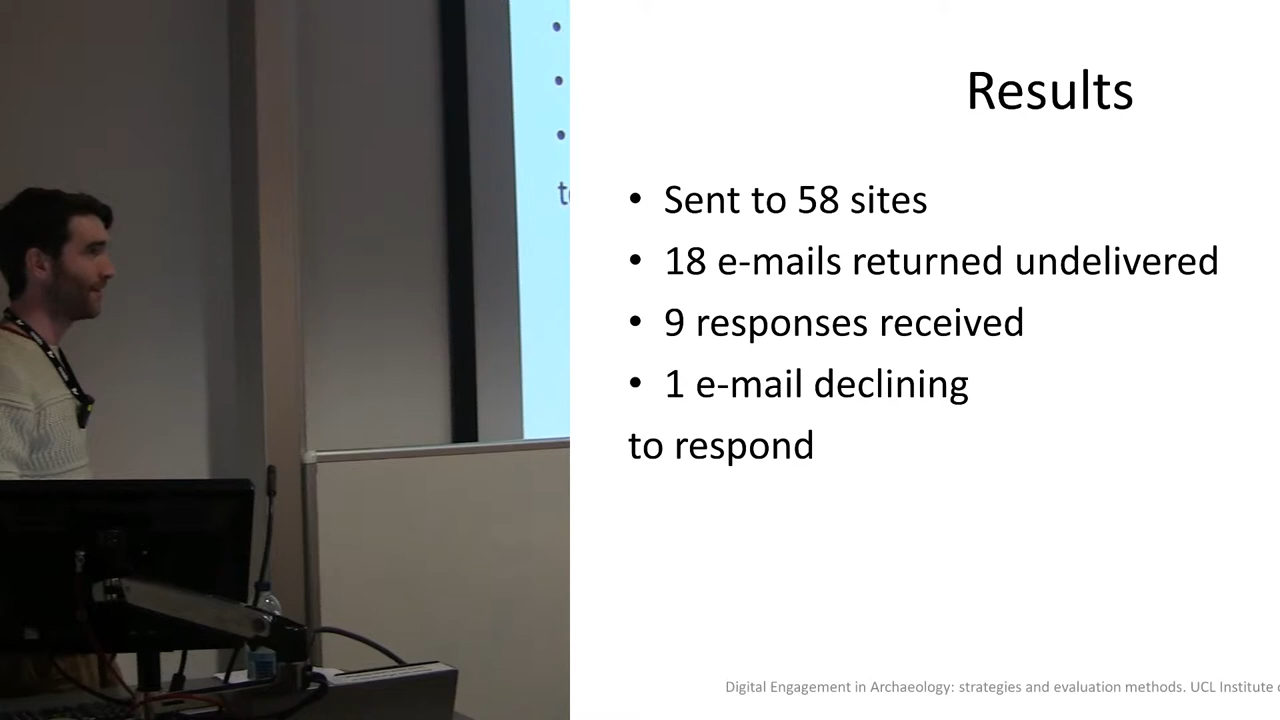 Results
• Sent to 58 sites
• 18 e-mails returned undelivered
• 9 responses received
• 1 e-mail declining
to respond
Digital Engagement in Archaeology: strategies and evaluation methods. UCL Institute